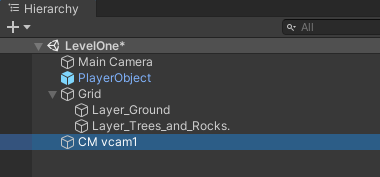 Hierarchy
+ All
LevelOne*
Main Camera
PlayerObject
Grid
Layer_Ground
Layer_Trees_and_Rocks.
CM vcam1